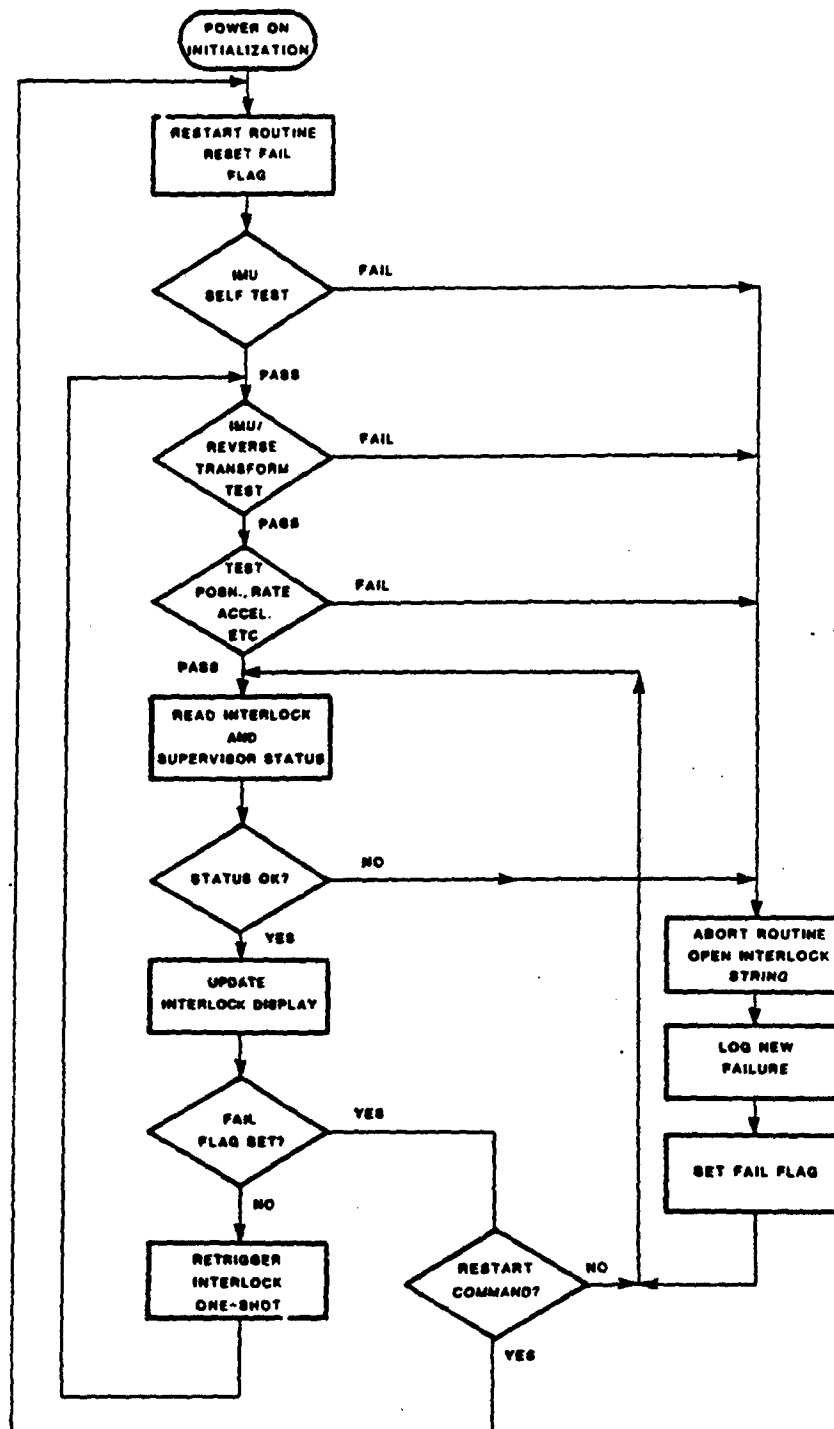 POWER ON
INITIALIZATION
RESTART ROUTINE
RESET FAIL
FLAG
IMU
SELF TEST
FAIL
PASS
IMU/
REVERSE
TRANSFORM
TEST
FAIL
PASS
TEST
POSN., RATE
ACCEL.
ETC
FAIL
PASS
READ INTERLOCK
AND
SUPERVISOR STATUS
STATUS OK?
NO
YES
UPDATE
INTERLOCK DISPLAY
FAIL
FLAG SET?
YES
NO
RETRIGGER
INTERLOCK
ONE-SHOT
RESTART
COMMAND?
NO
YES
ABORT ROUTINE
OPEN INTERLOCK
STRING
LOG NEW
FAILURE
SET FAIL FLAG